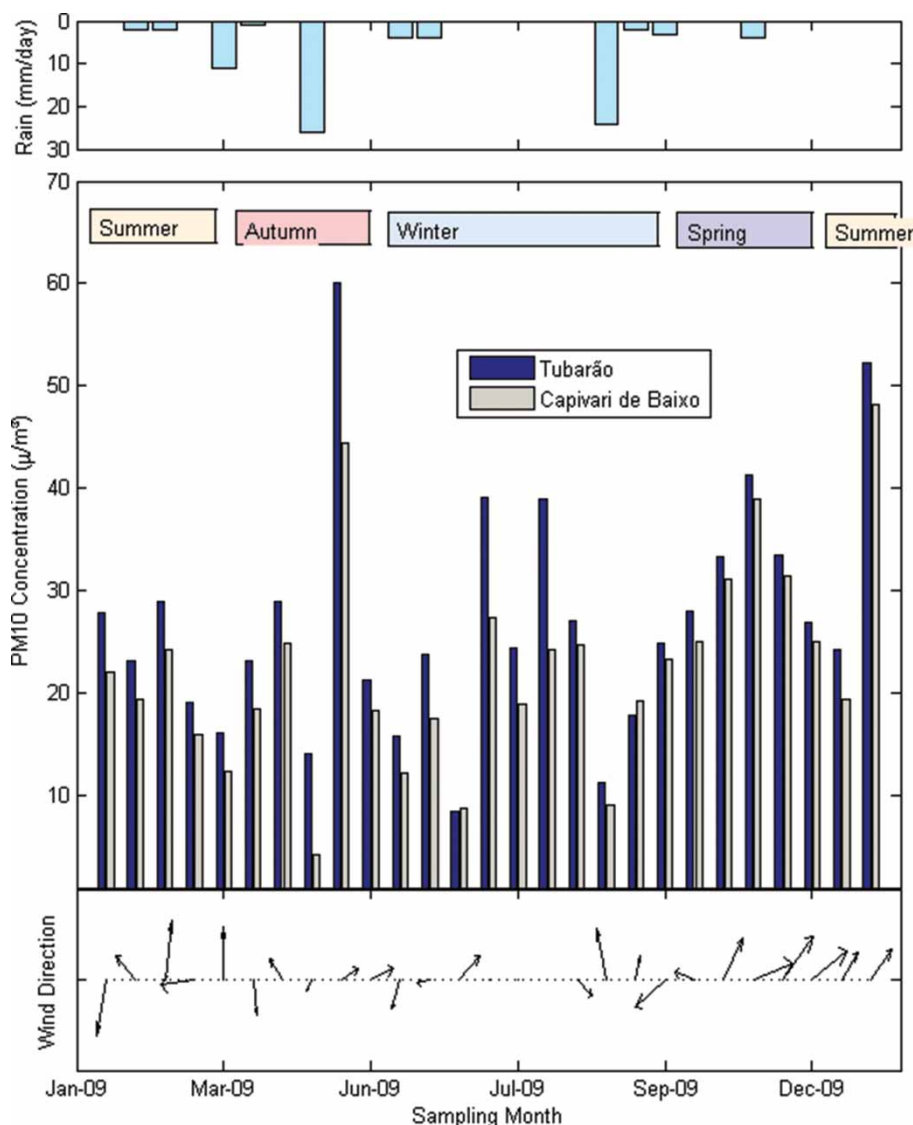 Rain (mm/day)
0
10
20
30
70
60
50
40
30
20
10
PM10 Concentration (μ/m³)
Summer
Autumn
Winter
Spring
Summer
Tubarão
Capivari de Baixo
Wind Direction
Jan-09
Mar-09
Jun-09
Jul-09
Sep-09
Dec-09
Sampling Month